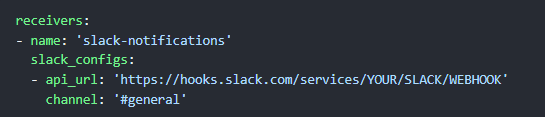 receivers:
- name: 'slack-notifications'
  slack_configs:
  - api_url: 'https://hooks.slack.com/services/YOUR/SLACK/WEBHOOK'
    channel: '#general'